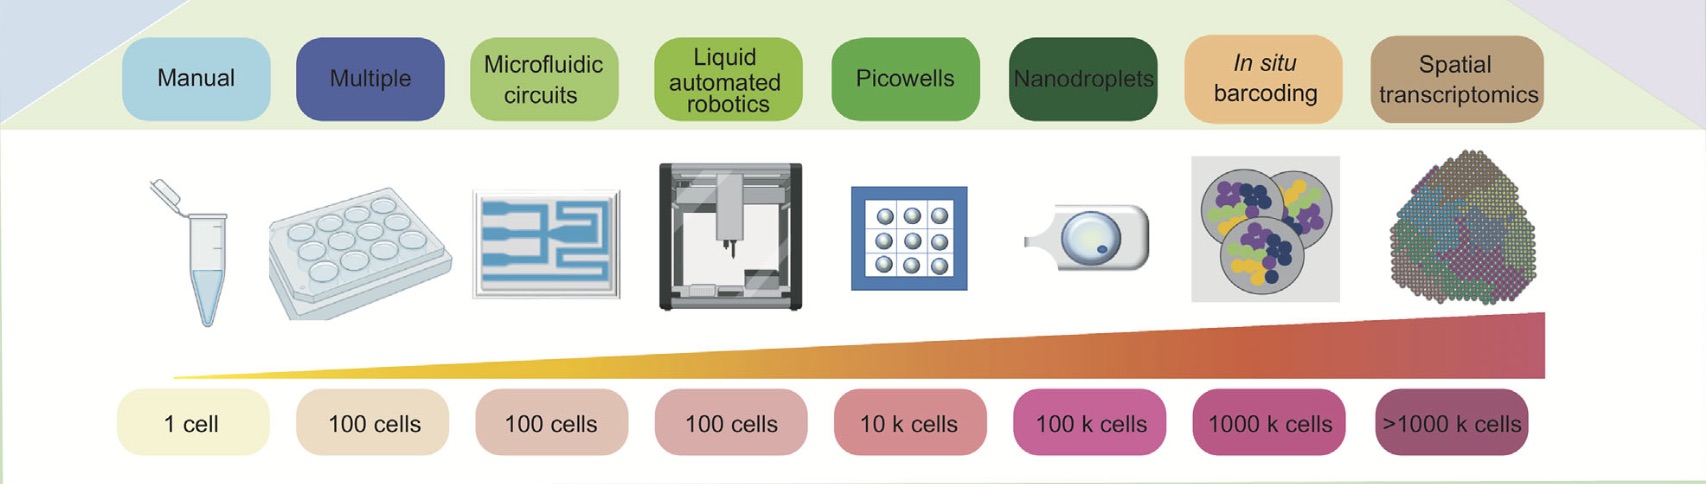 Manual
Multiple
Microfluidic
circuits
Liquid
automated
robotics
Picowells
Nanodroplets
In situ
barcoding
Spatial
transcriptomics
1 cell
100 cells
100 cells
100 cells
10 k cells
100 k cells
1000 k cells
>1000 k cells